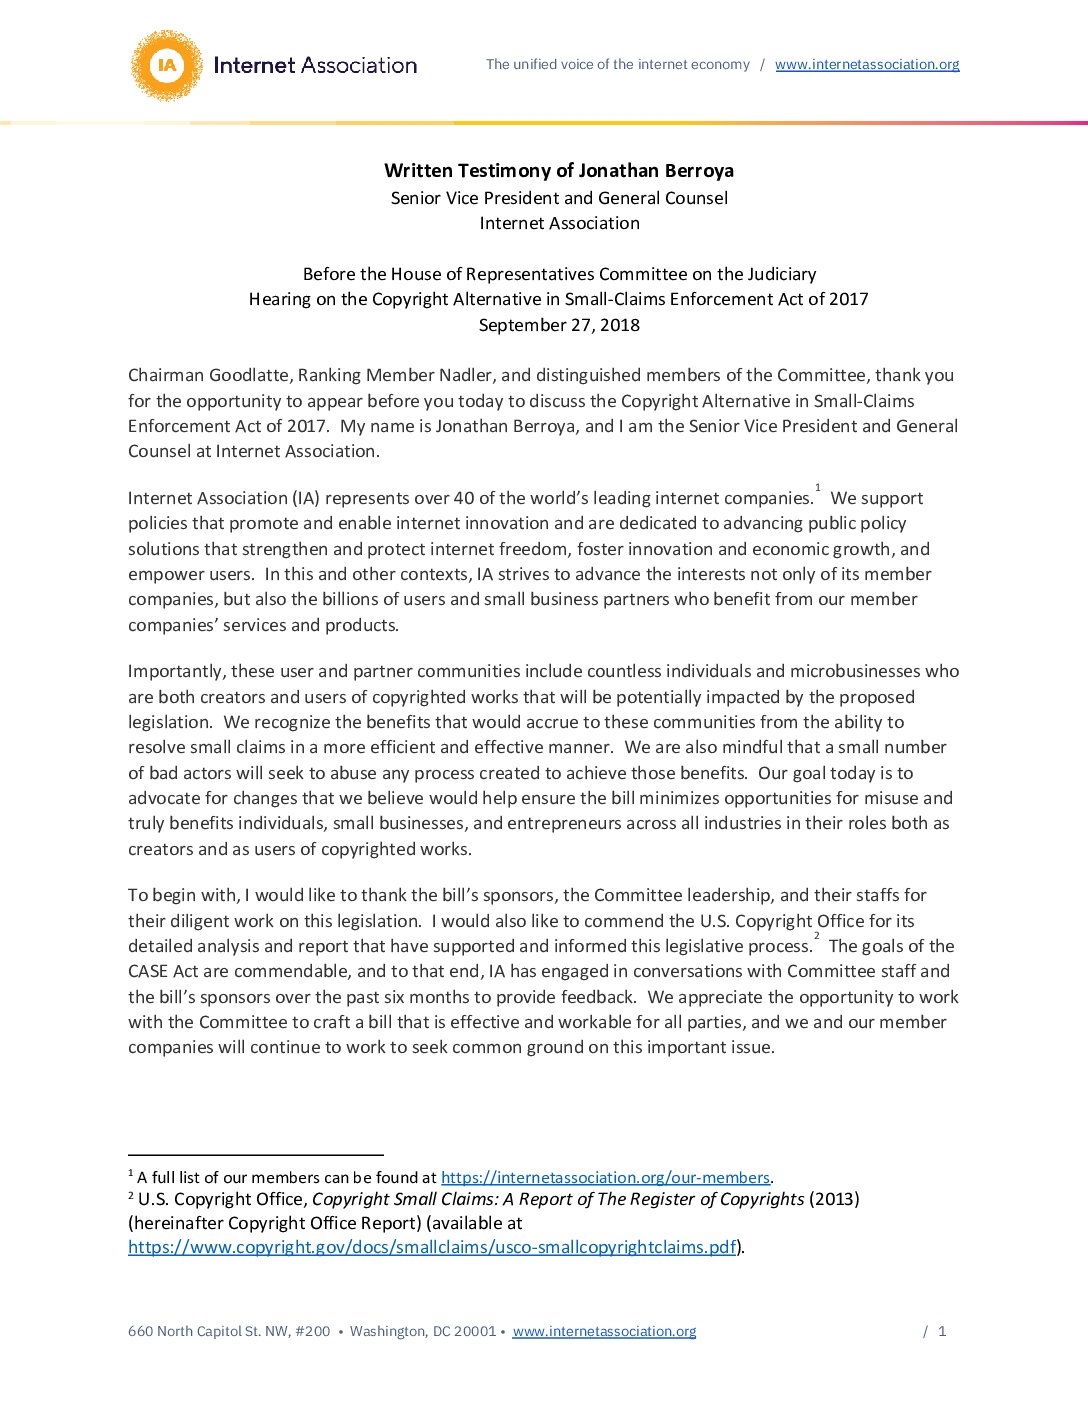 IA Internet Association
The unified voice of the internet economy / www.internetassociation.org
Written Testimony of Jonathan Berroya
Senior Vice President and General Counsel
Internet Association
Before the House of Representatives Committee on the Judiciary
Hearing on the Copyright Alternative in Small-Claims Enforcement Act of 2017
September 27, 2018
Chairman Goodlatte, Ranking Member Nadler, and distinguished members of the Committee, thank you
for the opportunity to appear before you today to discuss the Copyright Alternative in Small-Claims
Enforcement Act of 2017.  My name is Jonathan Berroya, and I am the Senior Vice President and General
Counsel at Internet Association.
Internet Association (IA) represents over 40 of the world’s leading internet companies.1  We support
policies that promote and enable internet innovation and are dedicated to advancing public policy
solutions that strengthen and protect internet freedom, foster innovation and economic growth, and
empower users.  In this and other contexts, IA strives to advance the interests not only of its member
companies, but also the billions of users and small business partners who benefit from our member
companies’ services and products.
Importantly, these user and partner communities include countless individuals and microbusinesses who
are both creators and users of copyrighted works that will be potentially impacted by the proposed
legislation.  We recognize the benefits that would accrue to these communities from the ability to
resolve small claims in a more efficient and effective manner.  We are also mindful that a small number
of bad actors will seek to abuse any process created to achieve those benefits.  Our goal today is to
advocate for changes that we believe would help ensure the bill minimizes opportunities for misuse and
truly benefits individuals, small businesses, and entrepreneurs across all industries in their roles both as
creators and as users of copyrighted works.
To begin with, I would like to thank the bill’s sponsors, the Committee leadership, and their staffs for
their diligent work on this legislation.  I would also like to commend the U.S. Copyright Office for its
detailed analysis and report that have supported and informed this legislative process.2  The goals of the
CASE Act are commendable, and to that end, IA has engaged in conversations with Committee staff and
the bill’s sponsors over the past six months to provide feedback.  We appreciate the opportunity to work
with the Committee to craft a bill that is effective and workable for all parties, and we and our member
companies will continue to work to seek common ground on this important issue.
1 A full list of our members can be found at https://internetassociation.org/our-members.
2 U.S. Copyright Office, Copyright Small Claims: A Report of The Register of Copyrights (2013)
(hereinafter Copyright Office Report) (available at
https://www.copyright.gov/docs/smallclaims/usco-smallcopyrightclaims.pdf).
660 North Capitol St. NW, #200 • Washington, DC 20001 • www.internetassociation.org / 1